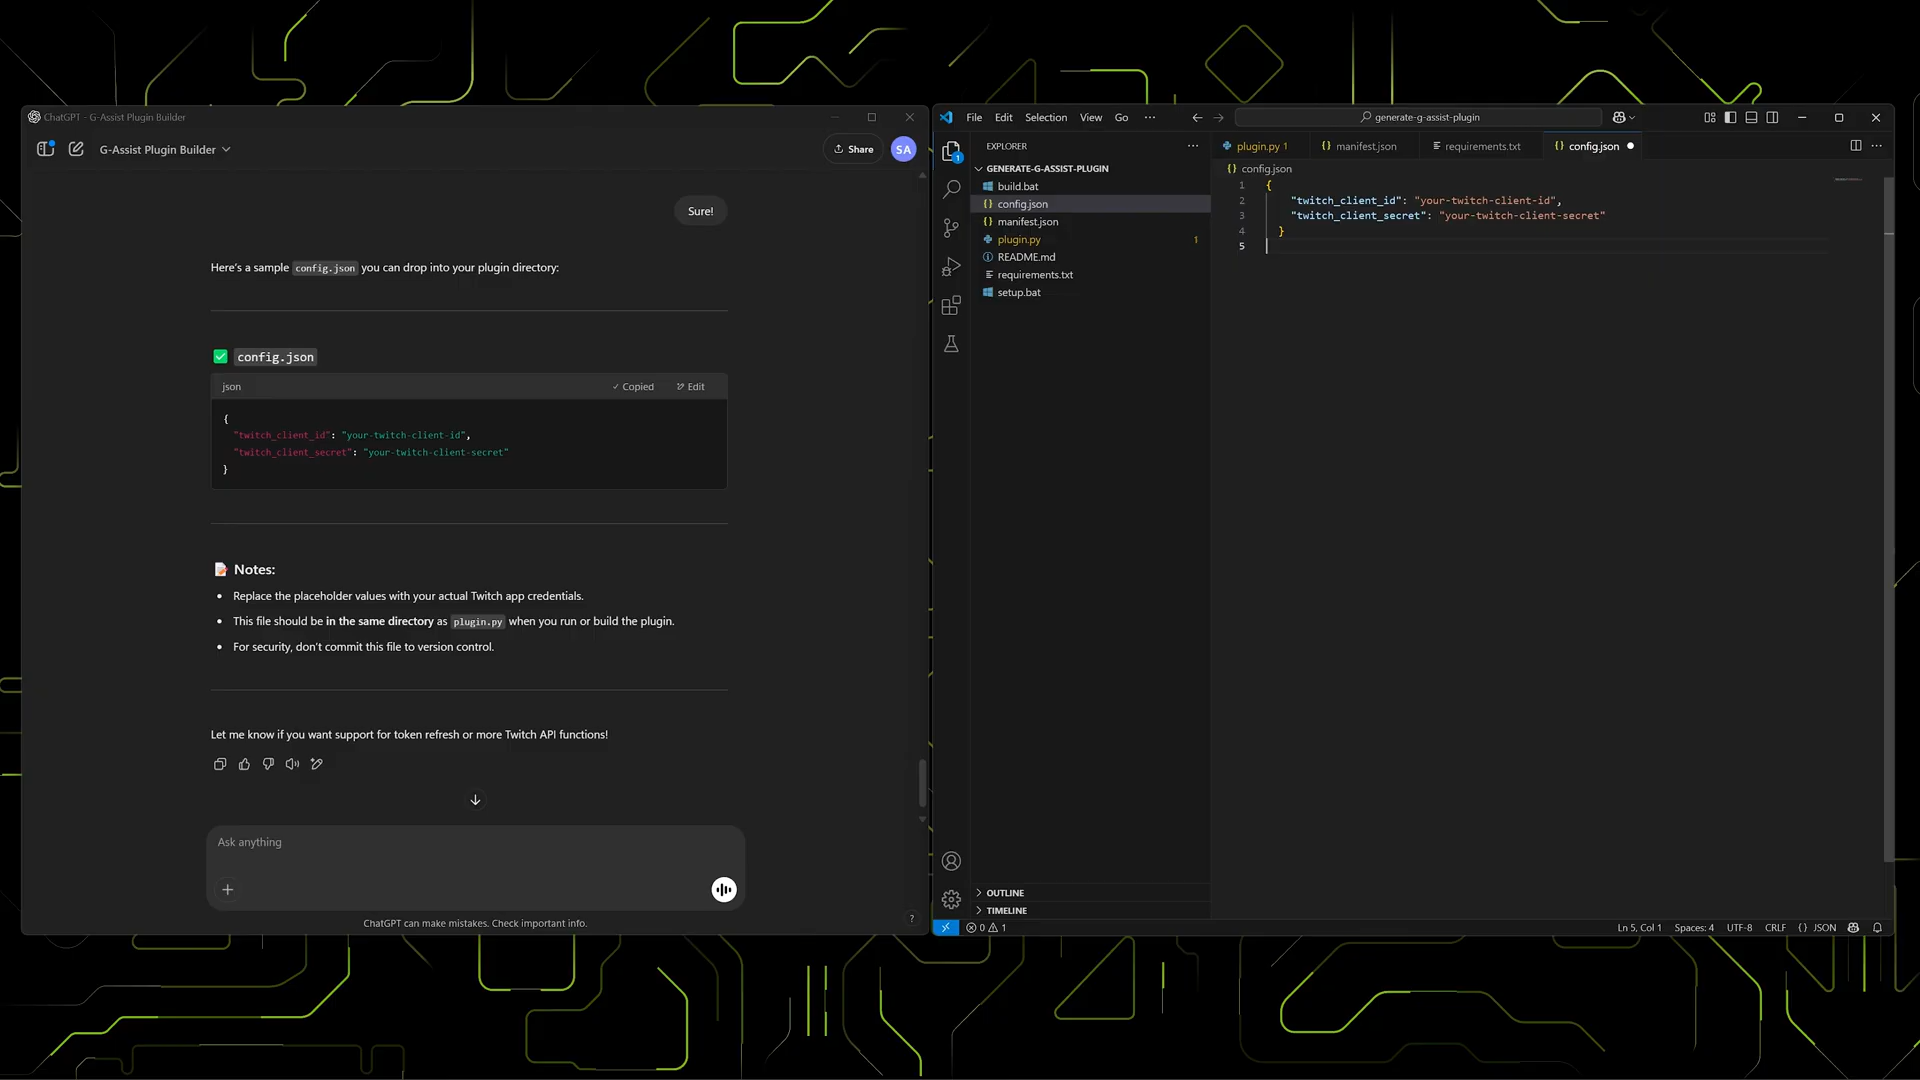 ChatGPT - G-Assist Plugin Builder
G-Assist Plugin Builder
Share
SA
Sure!
Here's a sample config.json you can drop into your plugin directory:
✅ config.json
json
✓ Copied
Edit
{
"twitch_client_id": "your-twitch-client-id",
"twitch_client_secret": "your-twitch-client-secret"
}
📝 Notes:
• Replace the placeholder values with your actual Twitch app credentials.
• This file should be in the same directory as plugin.py when you run or build the plugin.
• For security, don't commit this file to version control.
Let me know if you want support for token refresh or more Twitch API functions!
Ask anything
ChatGPT can make mistakes. Check important info.
?
File Edit Selection View Go ···
generate-g-assist-plugin
1
EXPLORER ···
GENERATE-G-ASSIST-PLUGIN
build.bat
{} config.json
{} manifest.json
plugin.py 1
README.md
requirements.txt
setup.bat
OUTLINE
TIMELINE
plugin.py 1
{} manifest.json
requirements.txt
{} config.json ●
{} config.json
1 {
2 "twitch_client_id": "your-twitch-client-id",
3 "twitch_client_secret": "your-twitch-client-secret"
4 }
5
0 1
Ln 5, Col 1 Spaces: 4 UTF-8 CRLF {} JSON